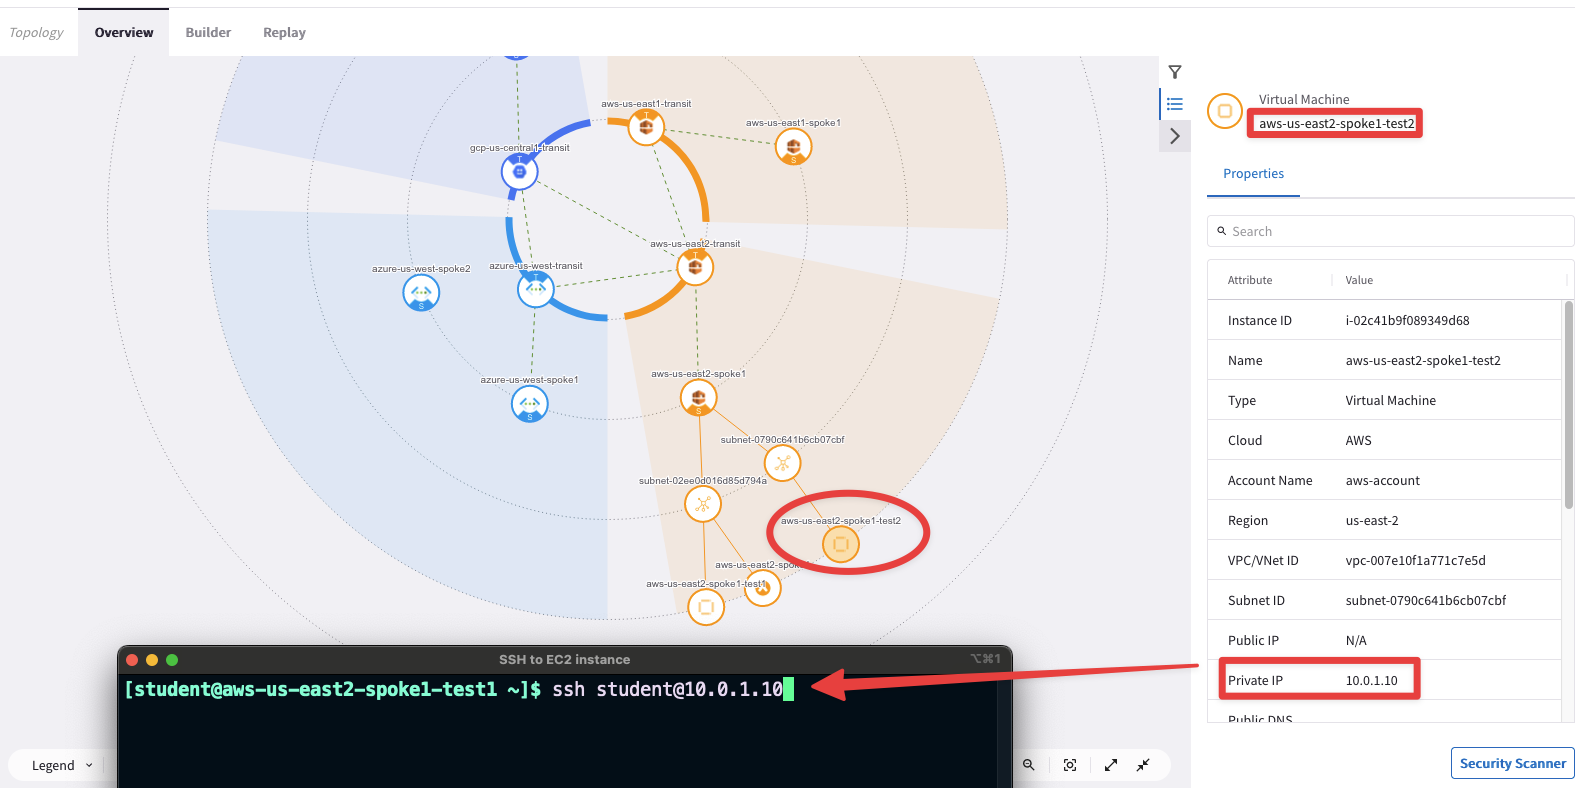 Topology Overview Builder Replay
aws-us-east1-transit
T
aws-us-east1-spoke1
S
gcp-us-central1-transit
T
aws-us-east2-transit
T
azure-us-west-spoke2
S
azure-us-west-transit
T
azure-us-west-spoke1
S
aws-us-east2-spoke1
S
subnet-0790c641b6cb07cbf
subnet-02ee0d016d85d794a
aws-us-east2-spoke1-test2
aws-us-east2-spoke
aws-us-east2-spoke1-test1
SSH to EC2 instance ⌥⌘1
[student@aws-us-east2-spoke1-test1 ~]$ ssh student@10.0.1.10
Legend
Virtual Machine
aws-us-east2-spoke1-test2
Properties
Search
Attribute Value
Instance ID i-02c41b9f089349d68
Name aws-us-east2-spoke1-test2
Type Virtual Machine
Cloud AWS
Account Name aws-account
Region us-east-2
VPC/VNet ID vpc-007e10f1a771c7e5d
Subnet ID subnet-0790c641b6cb07cbf
Public IP N/A
Private IP 10.0.1.10
Public DNS
Security Scanner